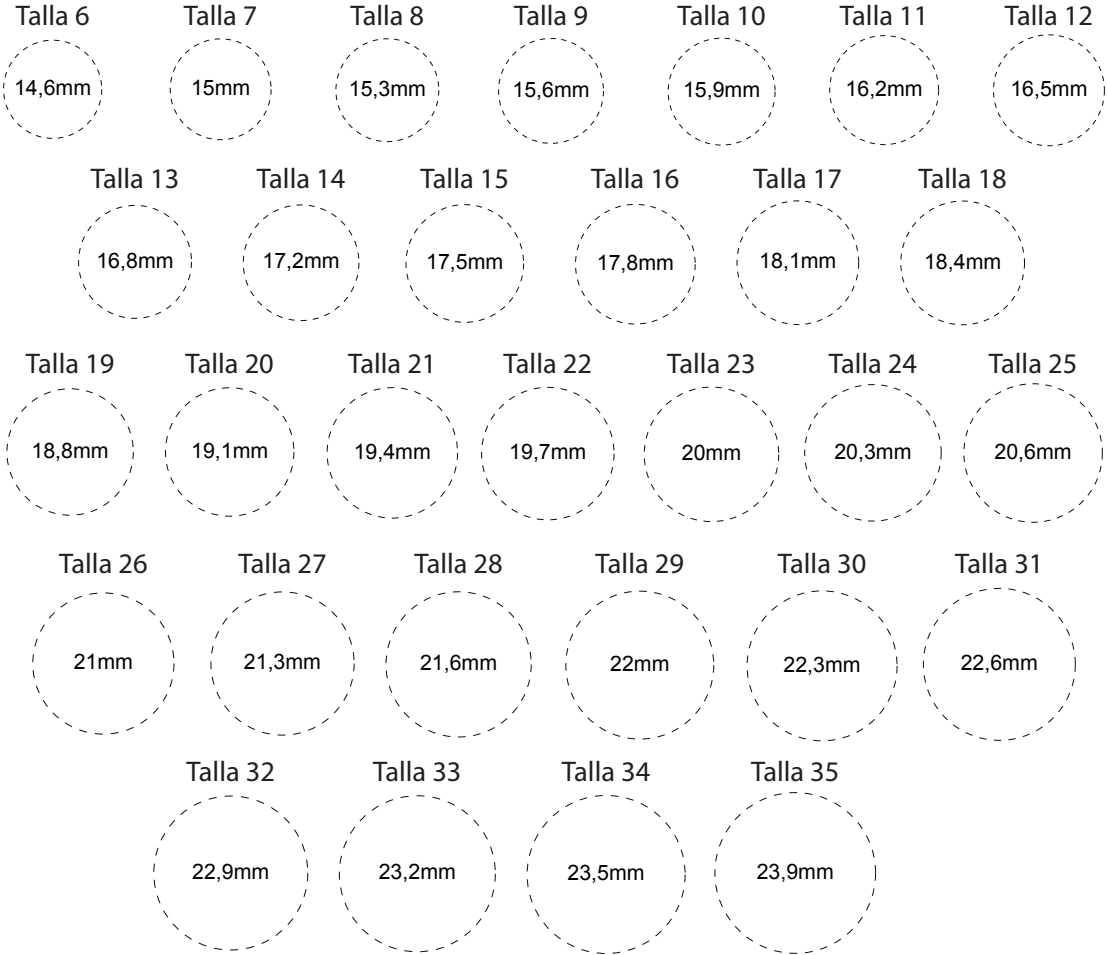 Talla 6 Talla 7 Talla 8 Talla 9 Talla 10 Talla 11 Talla 12
14,6mm 15mm 15,3mm 15,6mm 15,9mm 16,2mm 16,5mm
Talla 13 Talla 14 Talla 15 Talla 16 Talla 17 Talla 18
16,8mm 17,2mm 17,5mm 17,8mm 18,1mm 18,4mm
Talla 19 Talla 20 Talla 21 Talla 22 Talla 23 Talla 24 Talla 25
18,8mm 19,1mm 19,4mm 19,7mm 20mm 20,3mm 20,6mm
Talla 26 Talla 27 Talla 28 Talla 29 Talla 30 Talla 31
21mm 21,3mm 21,6mm 22mm 22,3mm 22,6mm
Talla 32 Talla 33 Talla 34 Talla 35
22,9mm 23,2mm 23,5mm 23,9mm